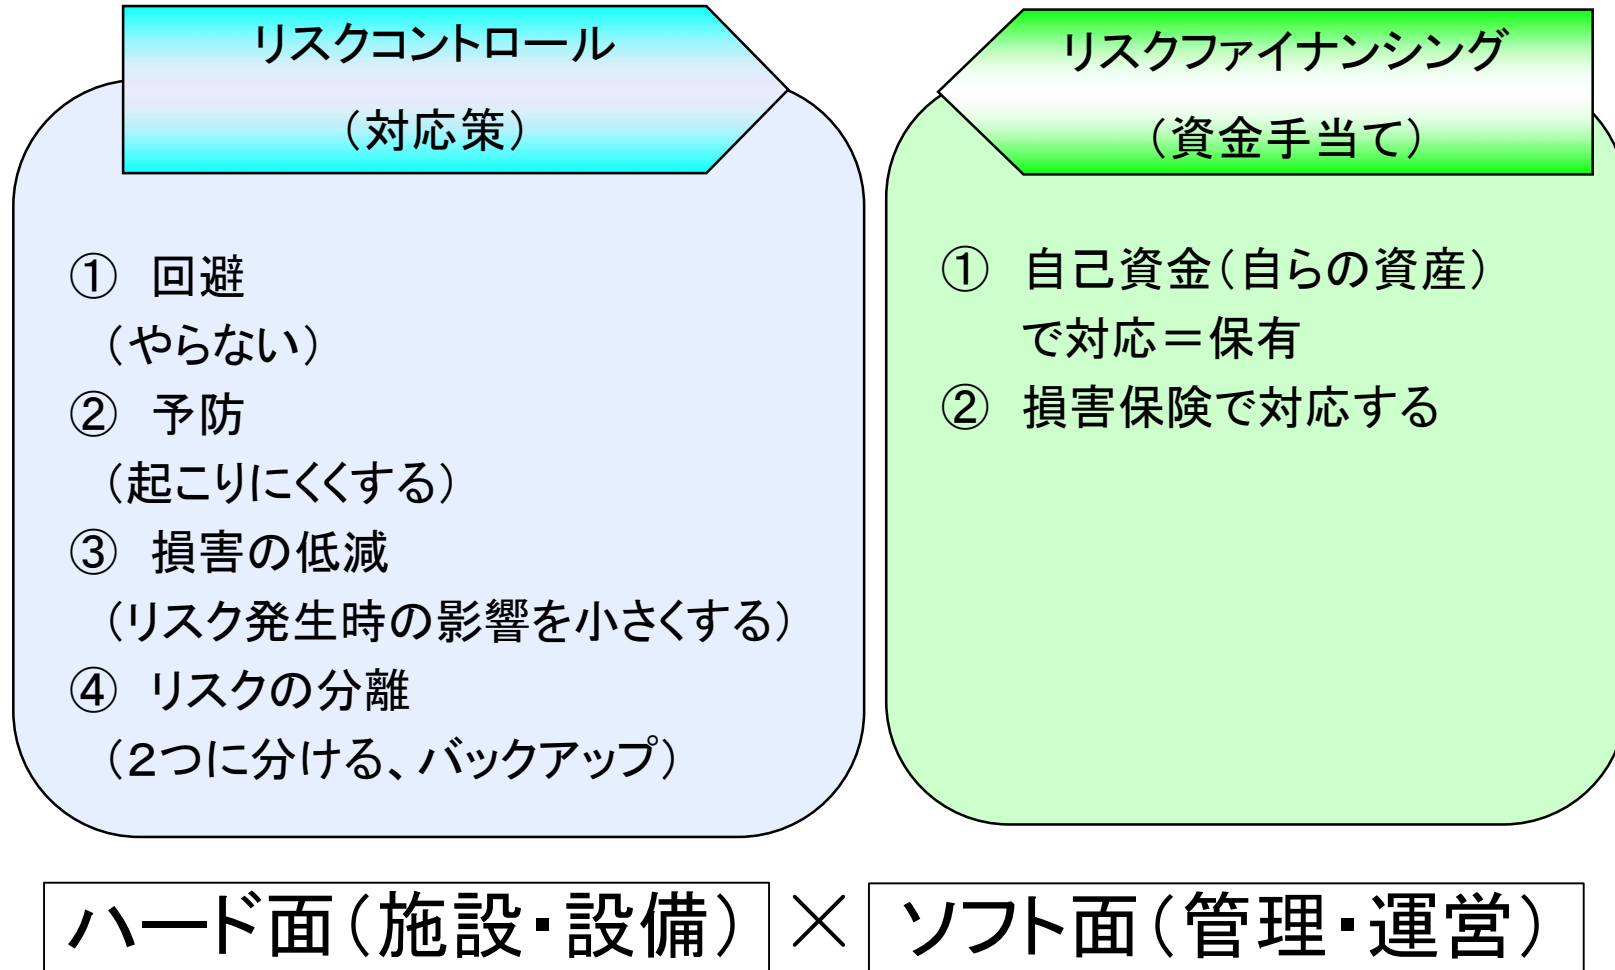 リスクコントロール
（対応策）
① 回避
（やらない）
② 予防
（起こりにくくする）
③ 損害の低減
（リスク発生時の影響を小さくする）
④ リスクの分離
（２つに分ける、バックアップ）
リスクファイナンシング
（資金手当て）
① 自己資金（自らの資産）
で対応＝保有
② 損害保険で対応する
ハード面（施設・設備）×ソフト面（管理・運営）